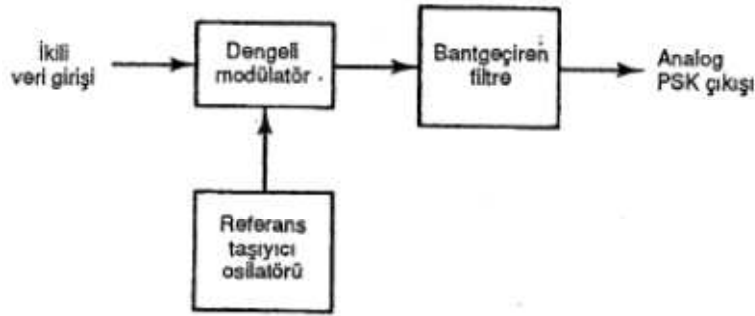 İkili
veri girişi
Dengeli
modülatör
Bantgeçiren
filtre
Analog
PSK çıkışı
Referans
taşıyıcı
osilatörü